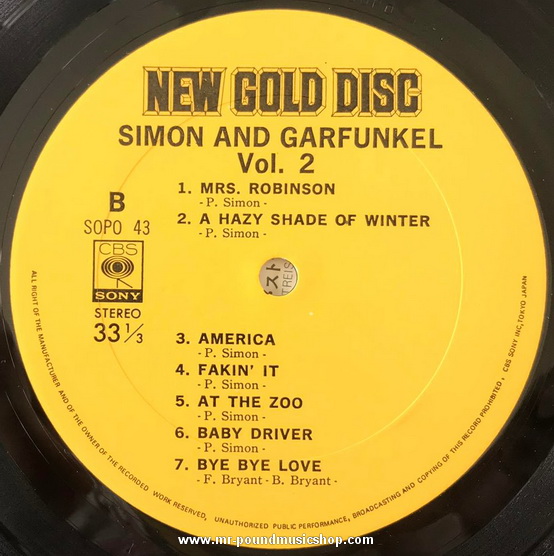 NEW GOLD DISC
SIMON AND GARFUNKEL
Vol. 2
B
SOPO 43
CBS
SONY
STEREO
33 1/3
1. MRS. ROBINSON
- P. Simon -
2. A HAZY SHADE OF WINTER
- P. Simon -
スト
TREIS
3. AMERICA
- P. Simon -
4. FAKIN' IT
- P. Simon -
5. AT THE ZOO
- P. Simon -
6. BABY DRIVER
- P. Simon -
7. BYE BYE LOVE
- F. Bryant - B. Bryant -
ALL RIGHT OF THE MANUFACTURER AND OF THE OWNER OF THE RECORDED WORK RESERVED, UNAUTHORIZED PUBLIC PERFORMANCE, BROADCASTING AND COPYING OF THIS RECORD PROHIBITED, CBS SONY INC, TOKYO JAPAN
www.mr-poundmusicshop.com